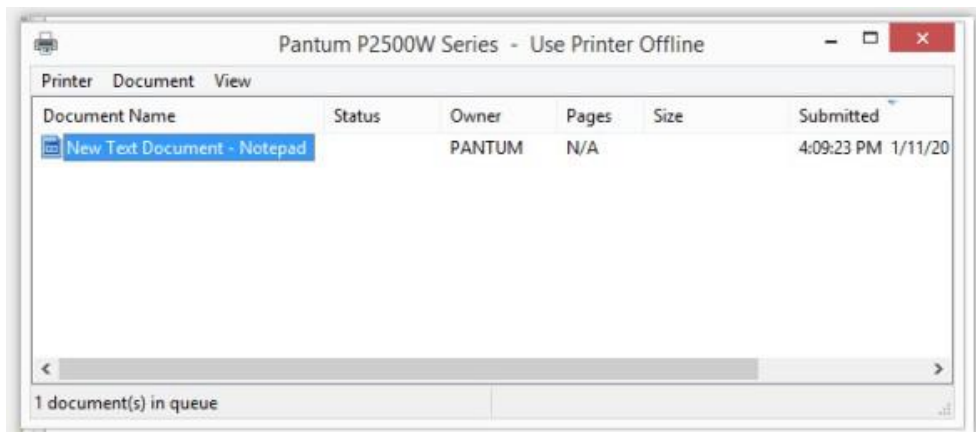 Pantum P2500W Series - Use Printer Offline
Printer Document View
Document Name Status Owner Pages Size Submitted
New Text Document - Notepad PANTUM N/A 4:09:23 PM 1/11/20
1 document(s) in queue